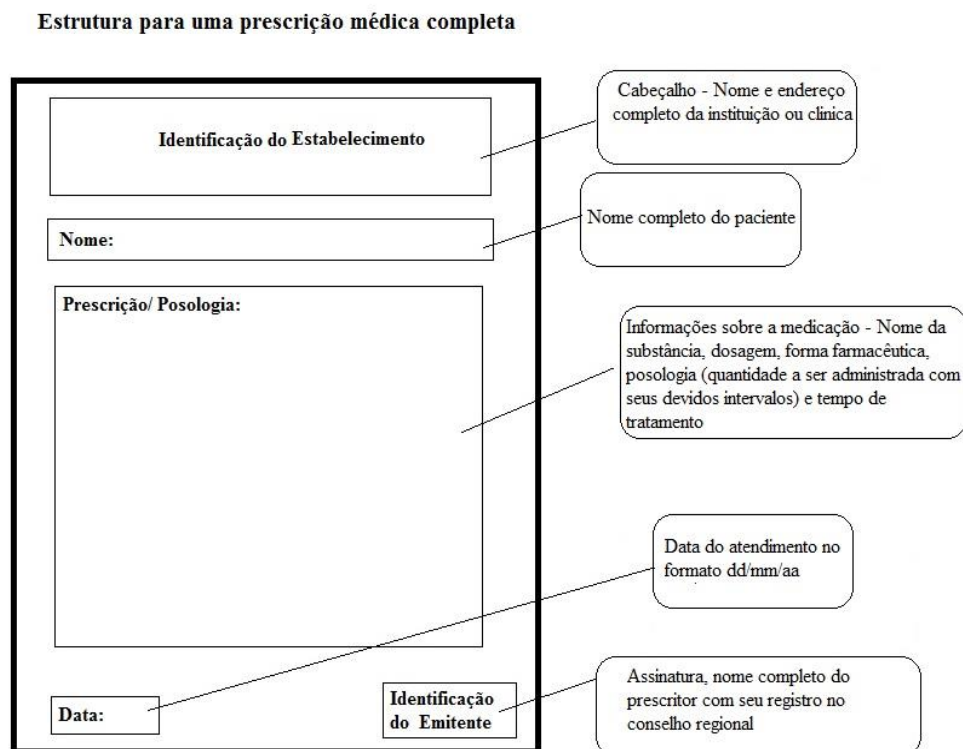 Estrutura para uma prescrição médica completa
Identificação do Estabelecimento
Cabeçalho - Nome e endereço
completo da instituição ou clinica
Nome:
Nome completo do paciente
Prescrição/ Posologia:
Informações sobre a medicação - Nome da
substância, dosagem, forma farmacêutica,
posologia (quantidade a ser administrada com
seus devidos intervalos) e tempo de
tratamento
Data do atendimento no
formato dd/mm/aa
Data:
Identificação
do Emitente
Assinatura, nome completo do
prescritor com seu registro no
conselho regional